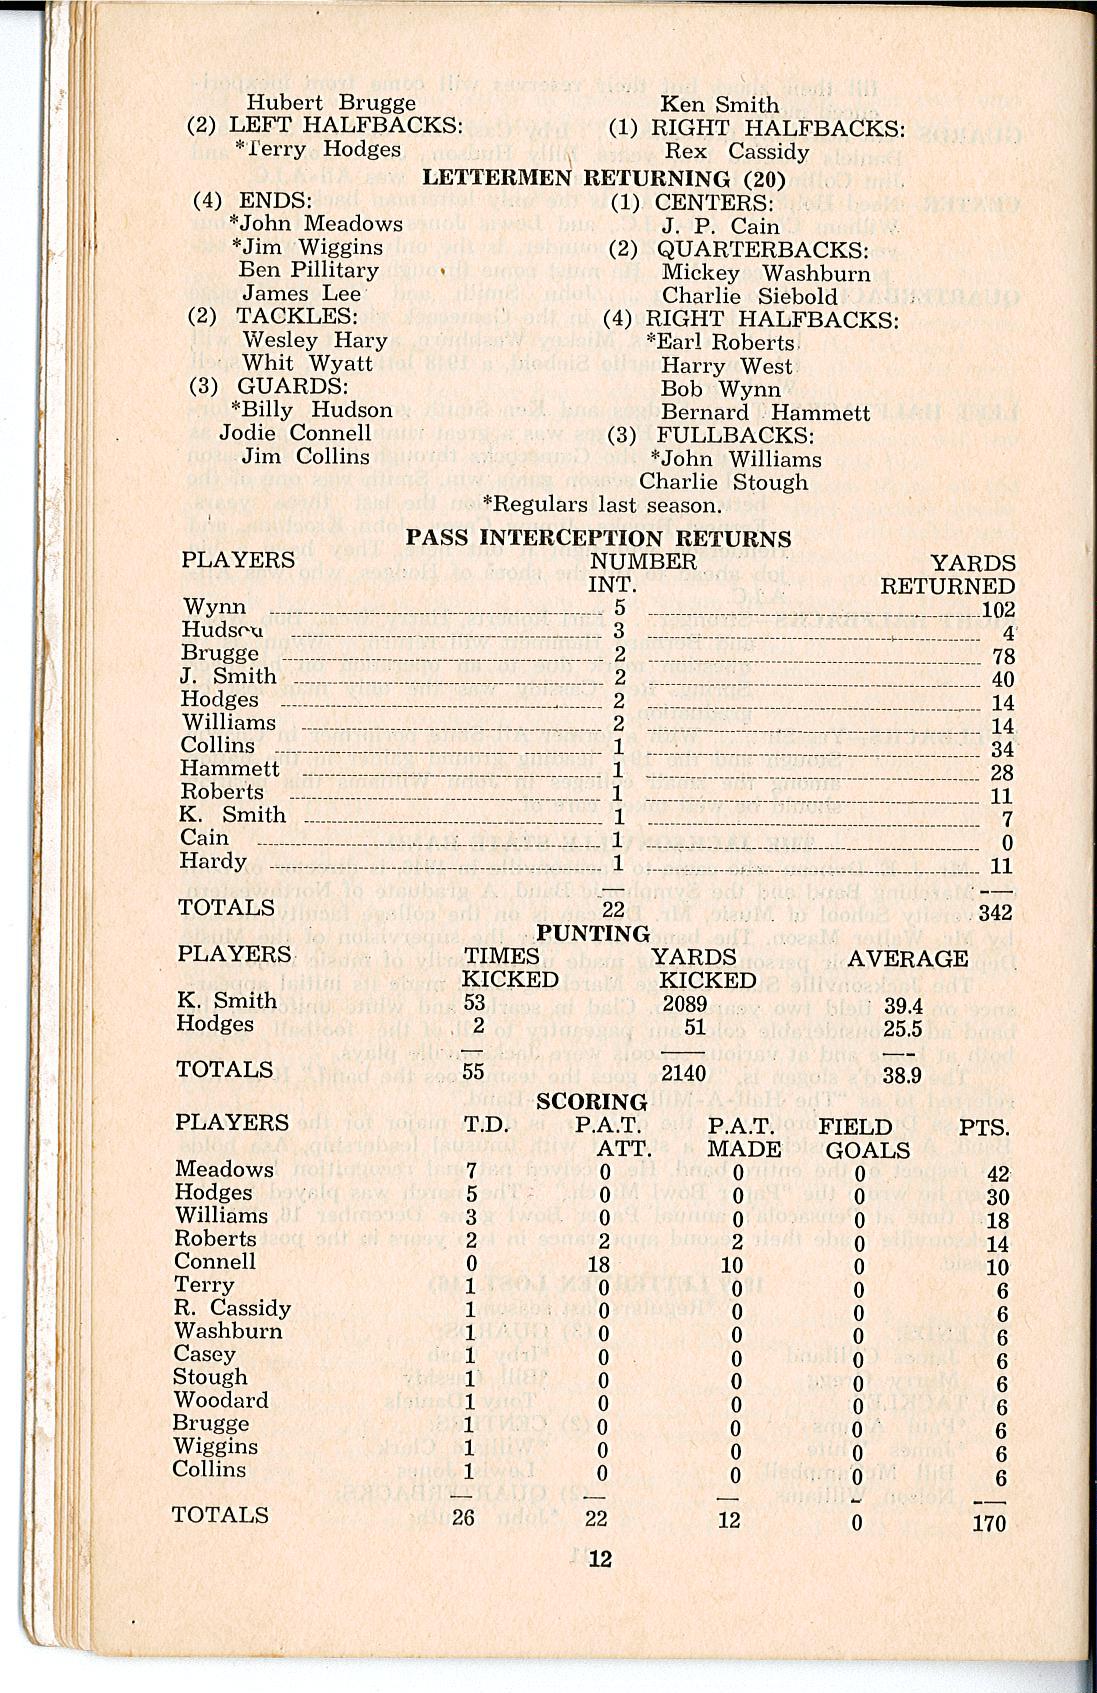 Hubert Brugge Ken Smith
(2) LEFT HALFBACKS: (1) RIGHT HALFBACKS:
*Terry Hodges Rex Cassidy
LETTERMEN RETURNING (20)
(4) ENDS: (1) CENTERS:
*John Meadows J. P. Cain
*Jim Wiggins (2) QUARTERBACKS:
Ben Pillitary Mickey Washburn
James Lee Charlie Siebold
(2) TACKLES: (4) RIGHT HALFBACKS:
Wesley Hary *Earl Roberts
Whit Wyatt Harry West
(3) GUARDS: Bob Wynn
*Billy Hudson Bernard Hammett
Jodie Connell (3) FULLBACKS:
Jim Collins *John Williams
Charlie Stough
*Regulars last season.
PASS INTERCEPTION RETURNS
PLAYERS NUMBER YARDS
INT. RETURNED
Wynn 5 102
Hudson 3 4
Brugge 2 78
J. Smith 2 40
Hodges 2 14
Williams 2 14
Collins 1 34
Hammett 1 28
Roberts 1 11
K. Smith 1 7
Cain 1 0
Hardy 1 11
TOTALS 22 342
PUNTING
PLAYERS TIMES YARDS AVERAGE
KICKED KICKED
K. Smith 53 2089 39.4
Hodges 2 51 25.5
TOTALS 55 2140 38.9
SCORING
PLAYERS T.D. P.A.T. P.A.T. FIELD PTS.
ATT. MADE GOALS
Meadows 7 0 0 0 42
Hodges 5 0 0 0 30
Williams 3 0 0 0 18
Roberts 2 2 2 0 14
Connell 0 18 10 0 10
Terry 1 0 0 0 6
R. Cassidy 1 0 0 0 6
Washburn 1 0 0 0 6
Casey 1 0 0 0 6
Stough 1 0 0 0 6
Woodard 1 0 0 0 6
Brugge 1 0 0 0 6
Wiggins 1 0 0 0 6
Collins 1 0 0 0 6
TOTALS 26 22 12 0 170
12